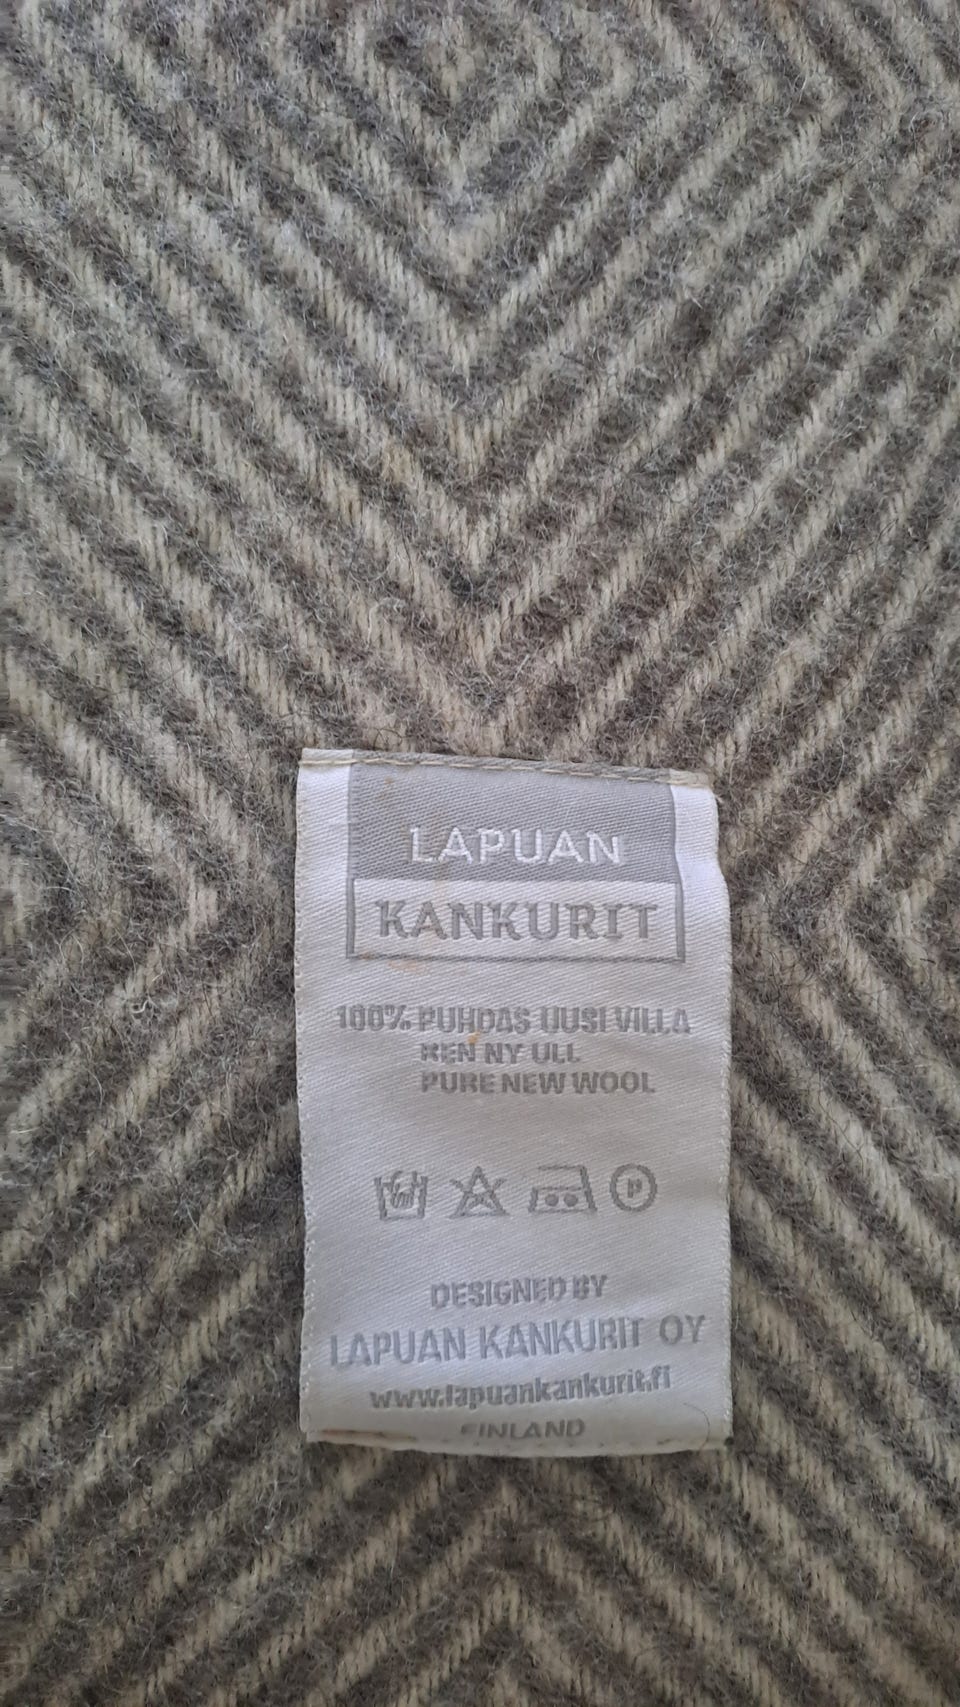 LAPUAN
KANKURIT
100% PUHDAS UUSI VILLA
REN NY ULL
PURE NEW WOOL
P
DESIGNED BY
LAPUAN KANKURIT OY
www.lapuankankurit.fi
FINLAND